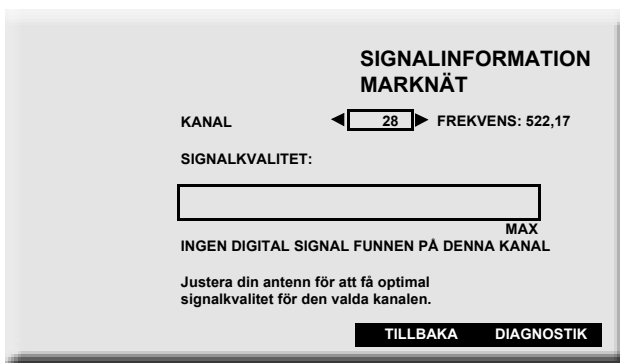 SIGNALINFORMATION
MARKNÄT
KANAL 28 FREKVENS: 522,17
SIGNALKVALITET:
MAX
INGEN DIGITAL SIGNAL FUNNEN PÅ DENNA KANAL
Justera din antenn för att få optimal
signalkvalitet för den valda kanalen.
TILLBAKA DIAGNOSTIK